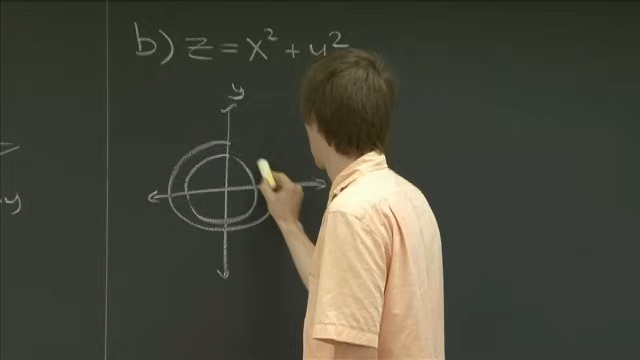 b) z = x² + y²
y
y